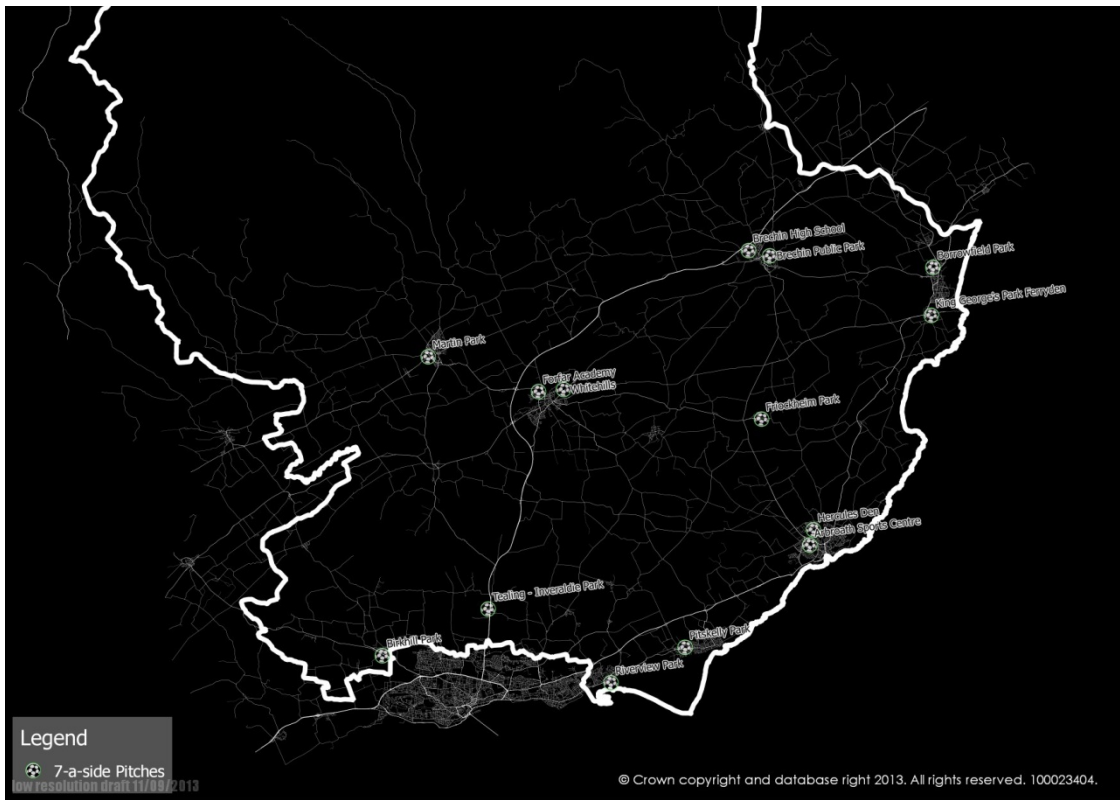 Brechin High School
Brechin Public Park
Borrowfield Park
King George's Park Ferryden
Martin Park
Forfar Academy
Whitehills
Friockheim Park
Hercules Den
Arbroath Sports Centre
Tealing - Inveraldie Park
Pitskelly Park
Birkhill Park
Riverview Park
Legend
7-a-side Pitches
low resolution draft 11/09/2013
© Crown copyright and database right 2013. All rights reserved. 100023404.